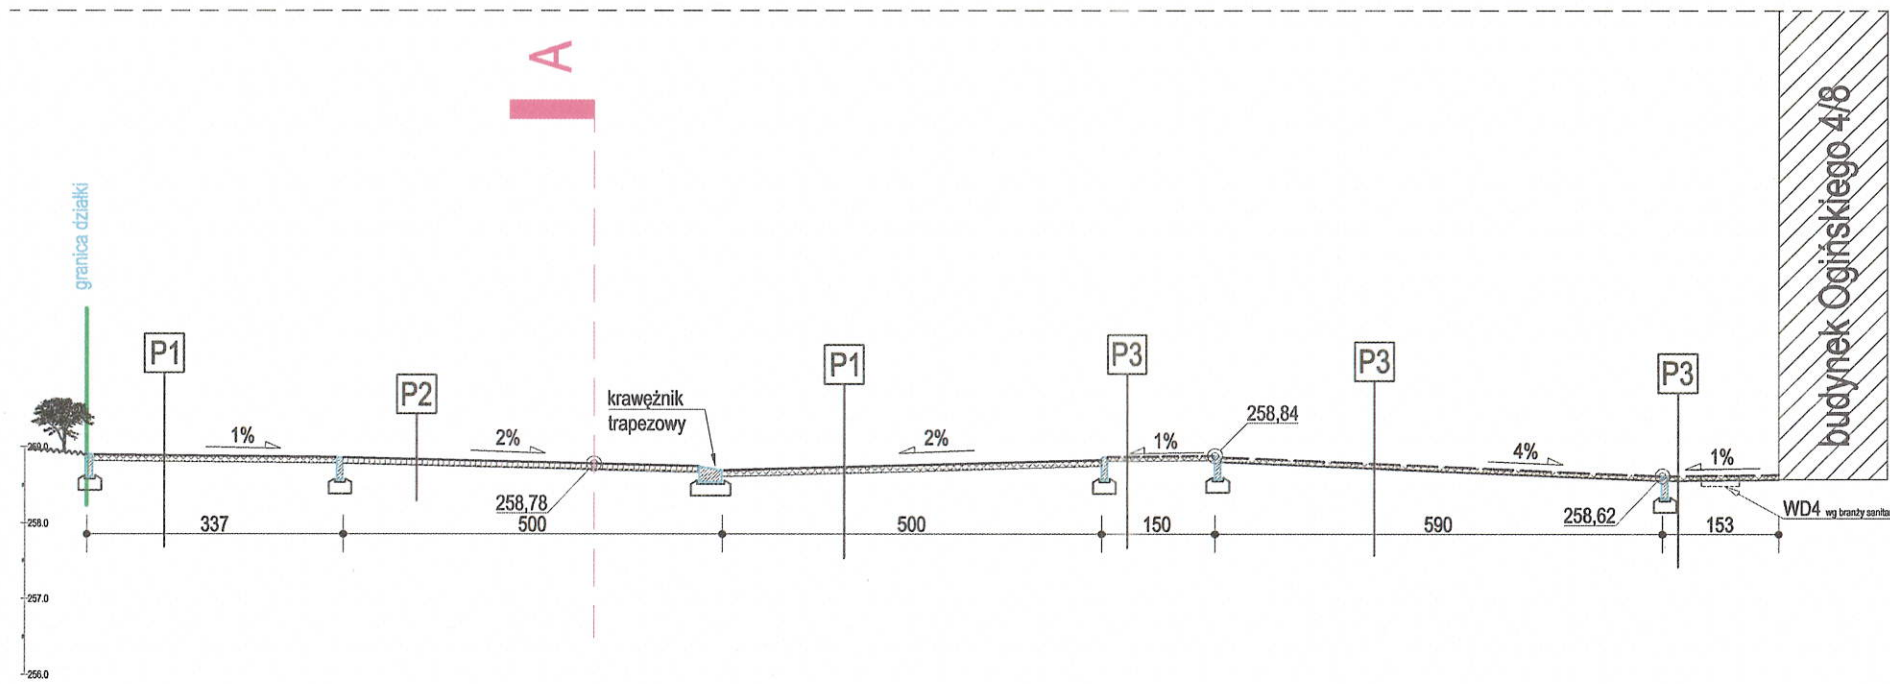 A
budynek Ogińskiego 4/8
granica działki
P1
P2
P1
P3
P3
P3
krawężnik
trapezowy
1%
2%
2%
1%
258,84
4%
1%
258,78
258,62
WD4 wg branży sanita
337
500
500
150
590
153
258.0
257.0
256.0